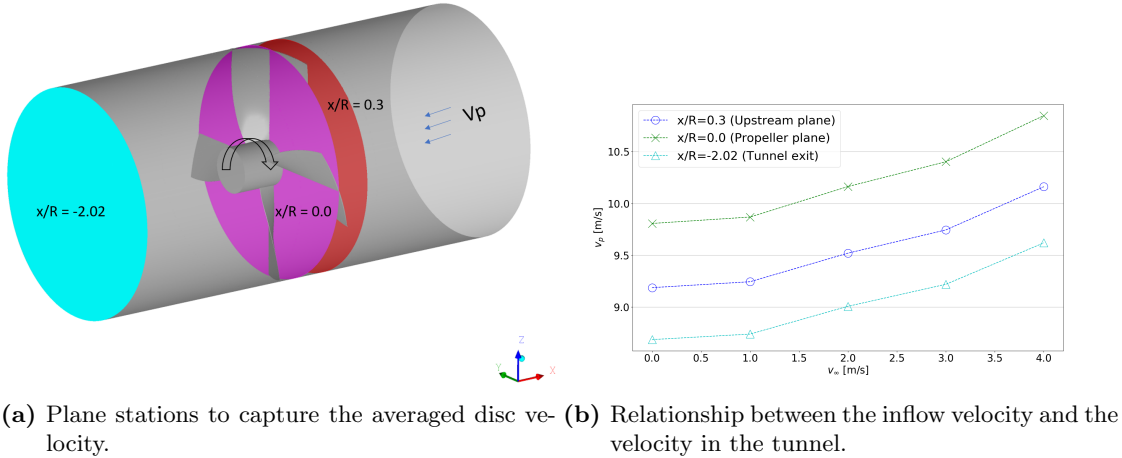 x/R = 0.3
Vp
x/R = -2.02
x/R = 0.0
Z
Y
X
x/R=0.3 (Upstream plane)
x/R=0.0 (Propeller plane)
x/R=-2.02 (Tunnel exit)
10.5
10.0
9.5
9.0
v_p [m/s]
0.0 0.5 1.0 1.5 2.0 2.5 3.0 3.5 4.0
v_∞ [m/s]
(a) Plane stations to capture the averaged disc ve-
locity.
(b) Relationship between the inflow velocity and the
velocity in the tunnel.